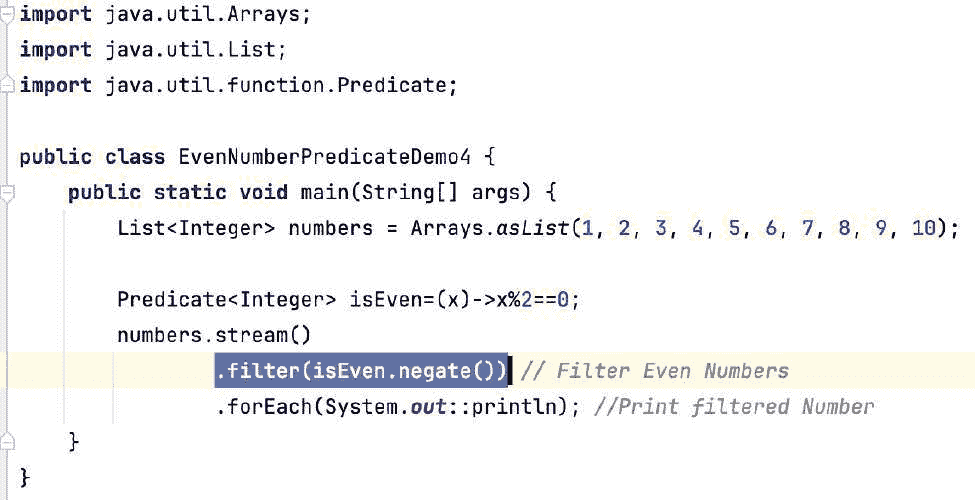 import java.util.Arrays;
import java.util.List;
import java.util.function.Predicate;
public class EvenNumberPredicateDemo4 {
public static void main(String[] args) {
List<Integer> numbers = Arrays.asList(1, 2, 3, 4, 5, 6, 7, 8, 9, 10);
Predicate<Integer> isEven=(x)->x%2==0;
numbers.stream()
.filter(isEven.negate()) // Filter Even Numbers
.forEach(System.out::println); //Print filtered Number
}
}